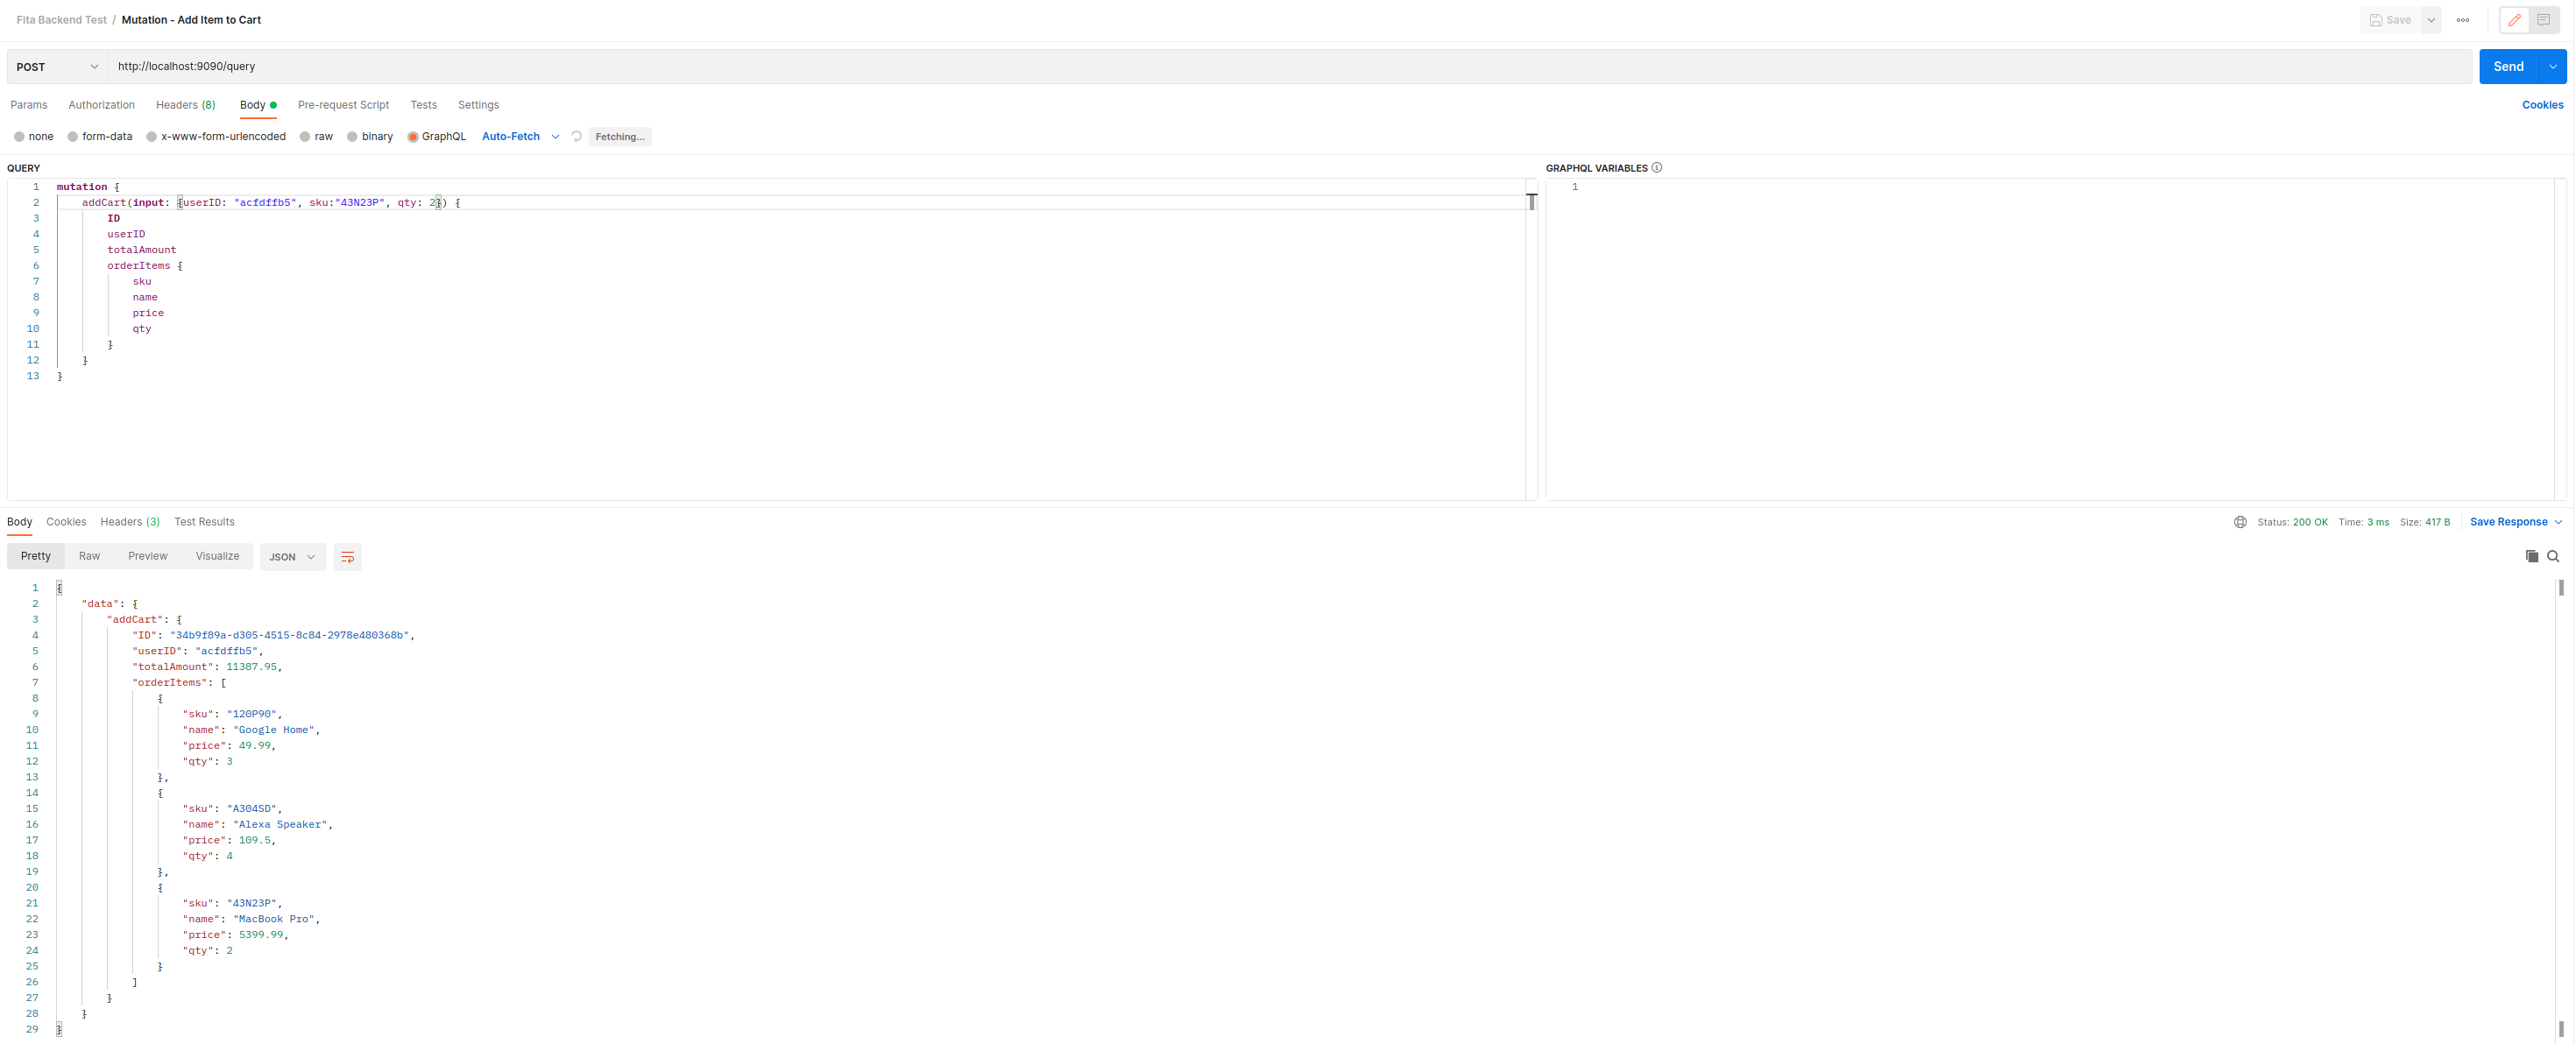 Fita Backend Test / Mutation - Add Item to Cart
Save
POST http://localhost:9090/query Send
Params Authorization Headers (8) Body Pre-request Script Tests Settings Cookies
none form-data x-www-form-urlencoded raw binary GraphQL Auto-Fetch Fetching...
QUERY
1 mutation {
2 addCart(input: {userID: "acfdffb5", sku:"43N23P", qty: 2}) {
3 ID
4 userID
5 totalAmount
6 orderItems {
7 sku
8 name
9 price
10 qty
11 }
12 }
13 }
GRAPHQL VARIABLES
1
Body Cookies Headers (3) Test Results Status: 200 OK Time: 3 ms Size: 417 B Save Response
Pretty Raw Preview Visualize JSON
1 {
2 "data": {
3 "addCart": {
4 "ID": "34b9f89a-d305-4515-8c84-2978e480368b",
5 "userID": "acfdffb5",
6 "totalAmount": 11387.95,
7 "orderItems": [
8 {
9 "sku": "120P90",
10 "name": "Google Home",
11 "price": 49.99,
12 "qty": 3
13 },
14 {
15 "sku": "A304SD",
16 "name": "Alexa Speaker",
17 "price": 109.5,
18 "qty": 4
19 },
20 {
21 "sku": "43N23P",
22 "name": "MacBook Pro",
23 "price": 5399.99,
24 "qty": 2
25 }
26 ]
27 }
28 }
29 }